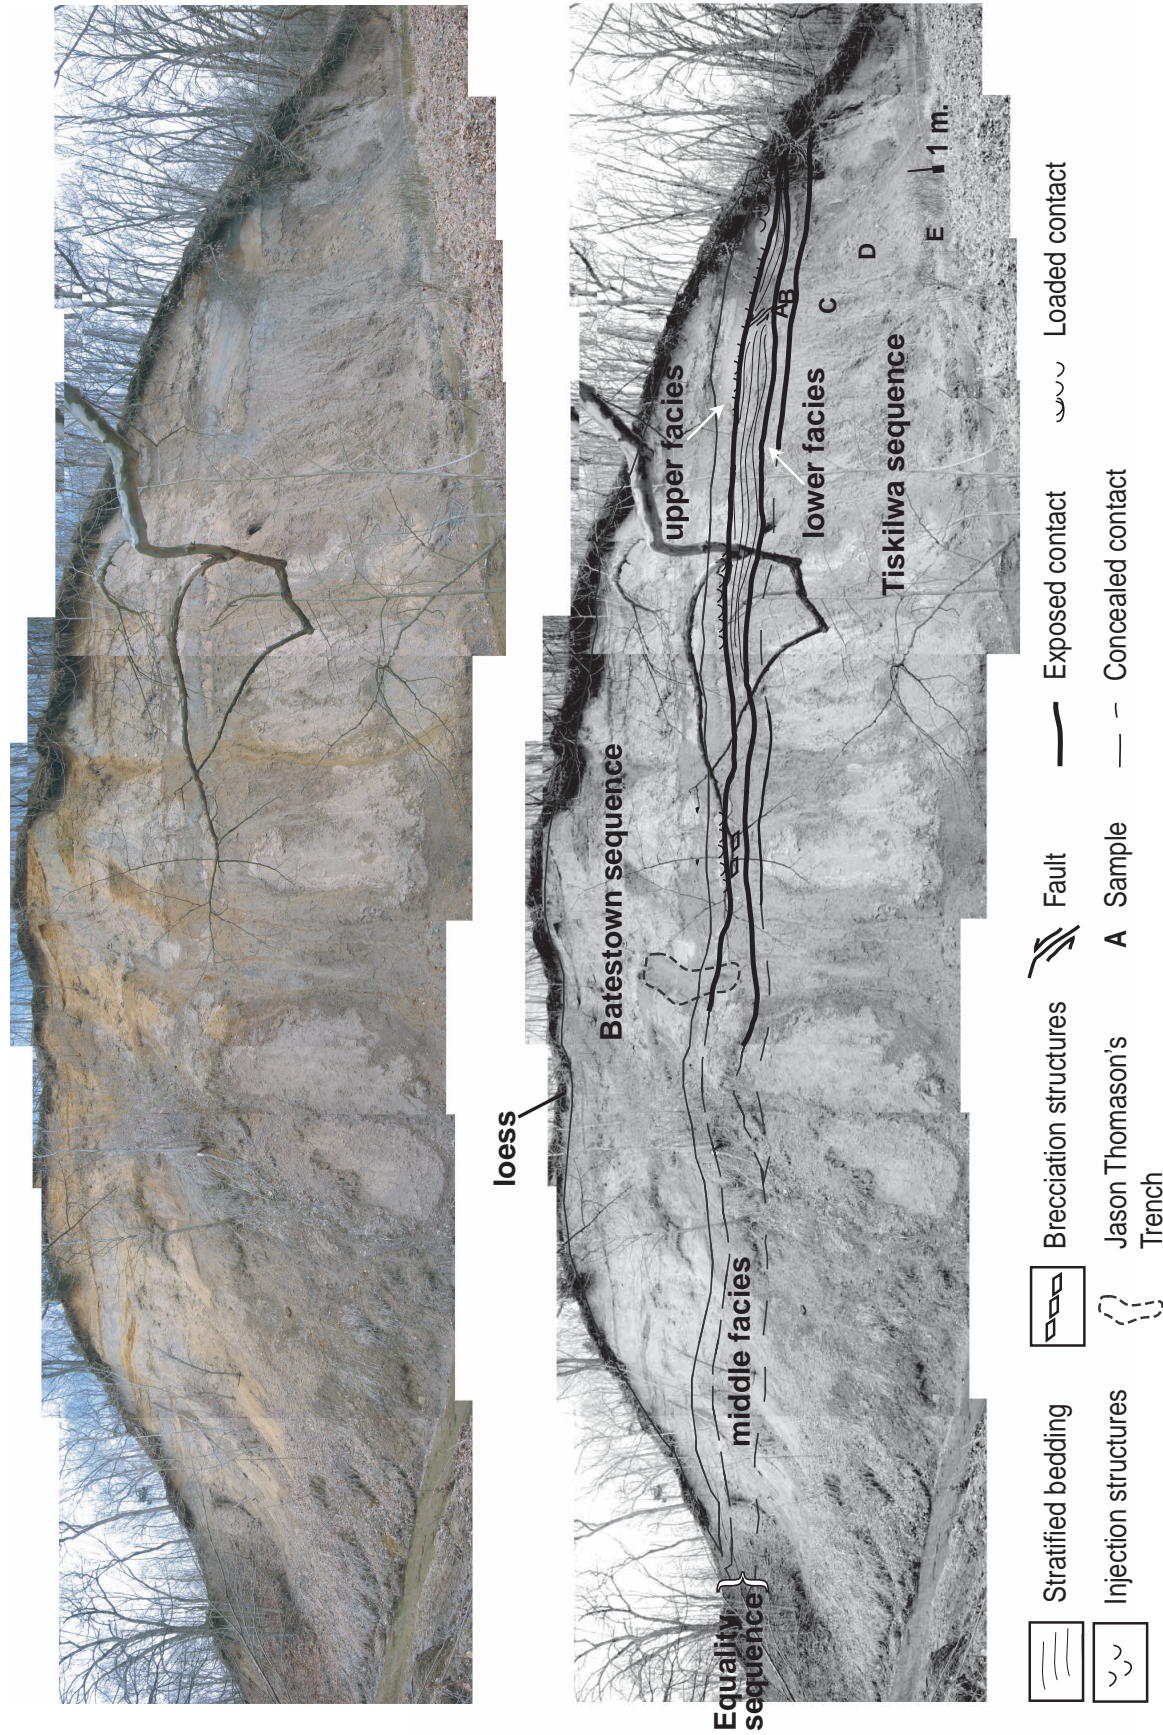 loess
Batestown sequence
upper facies
middle facies
lower facies
Equality
sequence
Tiskilwa sequence
A
B
C
D
E
1 m.
Stratified bedding
Brecciation structures
Fault
Exposed contact
Loaded contact
Injection structures
Jason Thomason's
Trench
A
Sample
Concealed contact